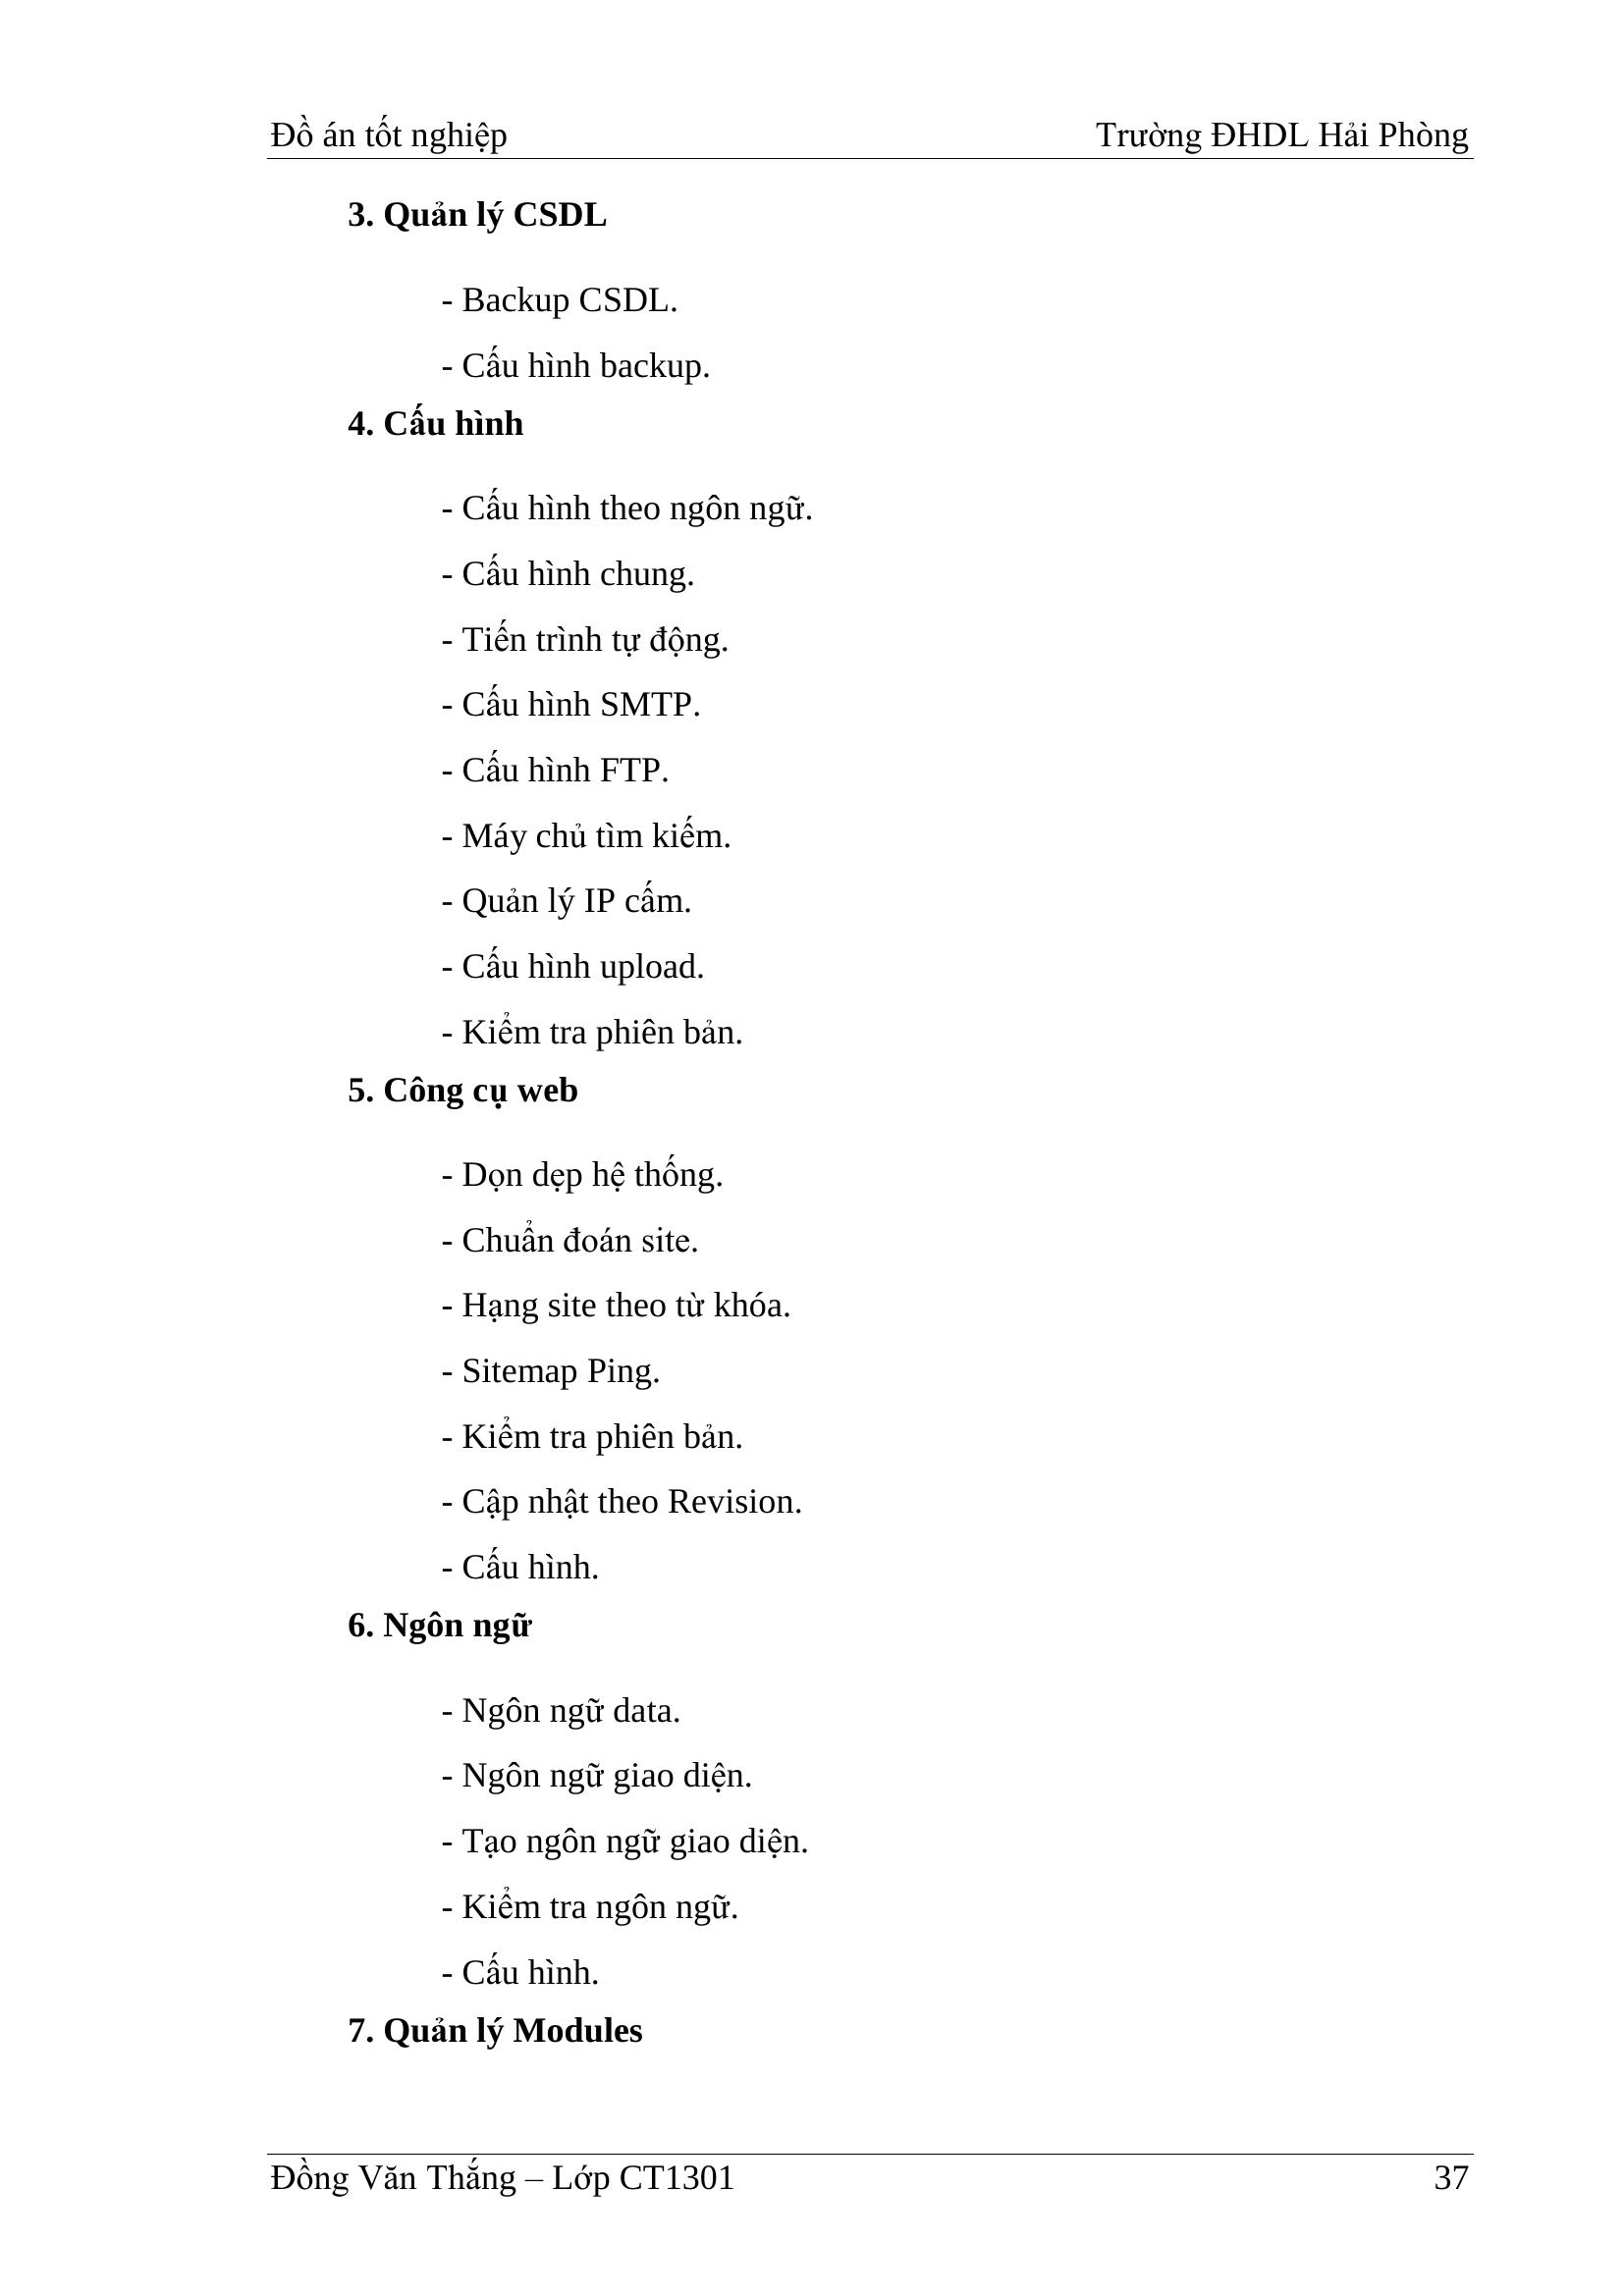 Đồ án tốt nghiệp Trường ĐHDL Hải Phòng
3. Quản lý CSDL
- Backup CSDL.
- Cấu hình backup.
4. Cấu hình
- Cấu hình theo ngôn ngữ.
- Cấu hình chung.
- Tiến trình tự động.
- Cấu hình SMTP.
- Cấu hình FTP.
- Máy chủ tìm kiếm.
- Quản lý IP cấm.
- Cấu hình upload.
- Kiểm tra phiên bản.
5. Công cụ web
- Dọn dẹp hệ thống.
- Chuẩn đoán site.
- Hạng site theo từ khóa.
- Sitemap Ping.
- Kiểm tra phiên bản.
- Cập nhật theo Revision.
- Cấu hình.
6. Ngôn ngữ
- Ngôn ngữ data.
- Ngôn ngữ giao diện.
- Tạo ngôn ngữ giao diện.
- Kiểm tra ngôn ngữ.
- Cấu hình.
7. Quản lý Modules
Đồng Văn Thắng – Lớp CT1301 37